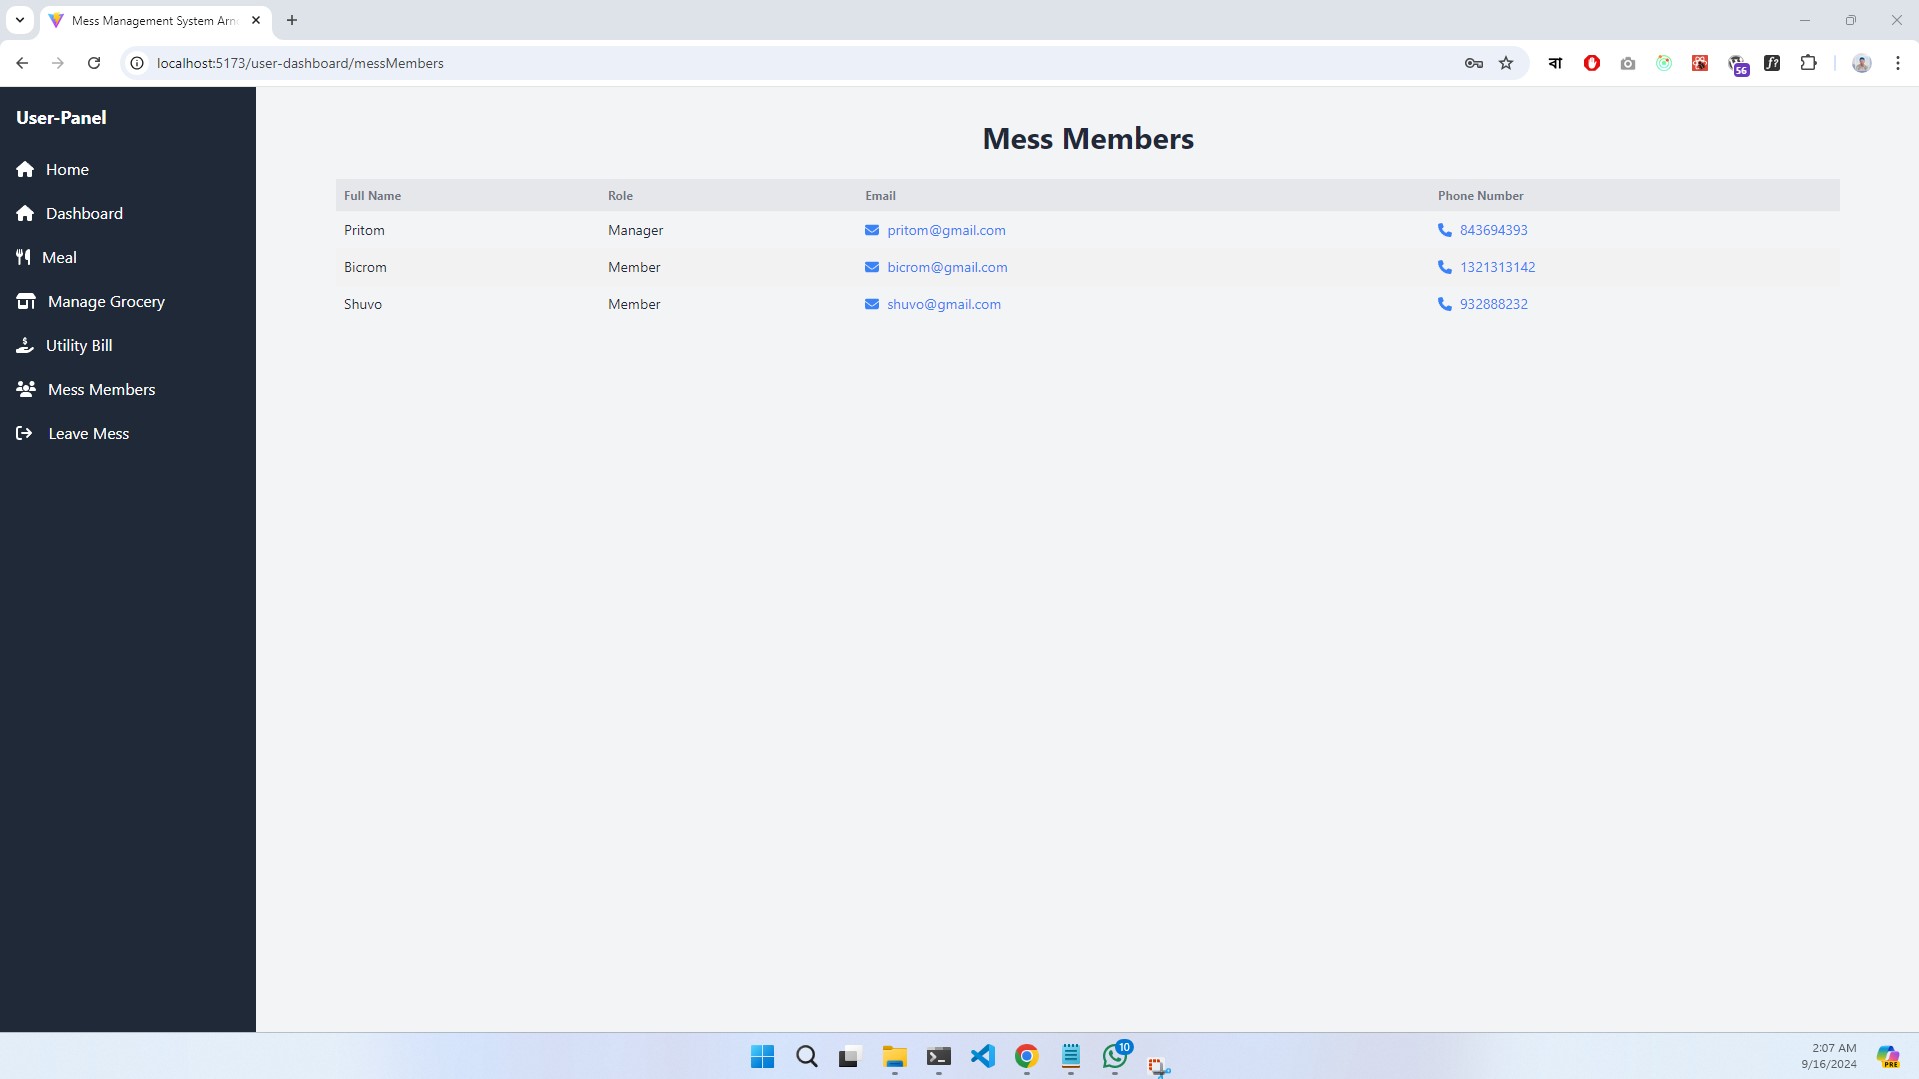 Mess Management System Arn
localhost:5173/user-dashboard/messMembers
বা
56
f?
User-Panel
Home
Dashboard
Meal
Manage Grocery
Utility Bill
Mess Members
Leave Mess
Mess Members
Full Name Role Email Phone Number
Pritom Manager pritom@gmail.com 843694393
Bicrom Member bicrom@gmail.com 1321313142
Shuvo Member shuvo@gmail.com 932888232
10
2:07 AM
9/16/2024
PRE